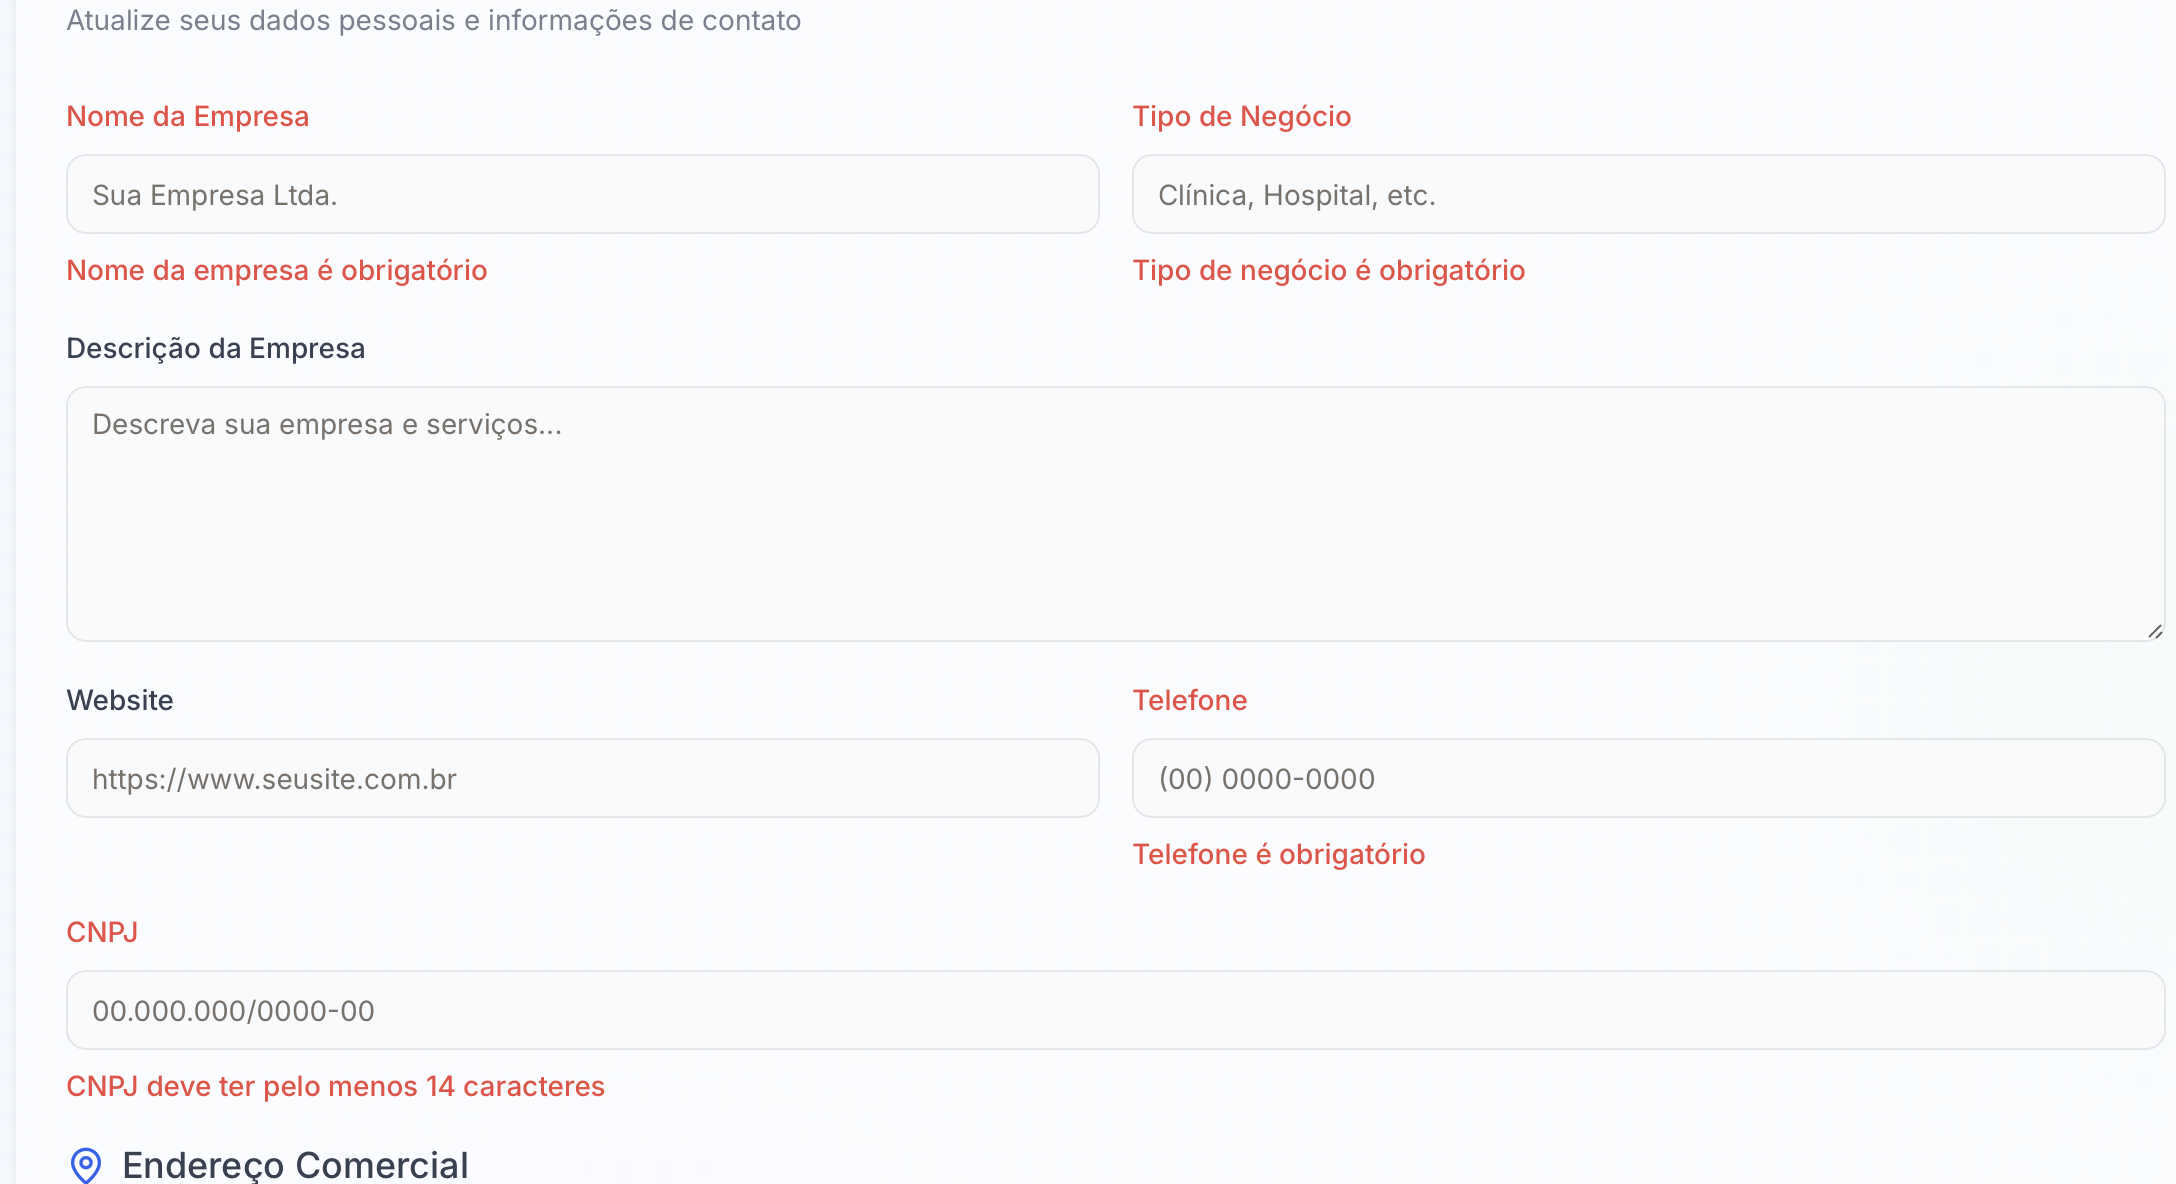 Atualize seus dados pessoais e informações de contato
Nome da Empresa
Tipo de Negócio
Sua Empresa Ltda.
Clínica, Hospital, etc.
Nome da empresa é obrigatório
Tipo de negócio é obrigatório
Descrição da Empresa
Descreva sua empresa e serviços...
Website
Telefone
https://www.seusite.com.br
(00) 0000-0000
Telefone é obrigatório
CNPJ
00.000.000/0000-00
CNPJ deve ter pelo menos 14 caracteres
Endereço Comercial